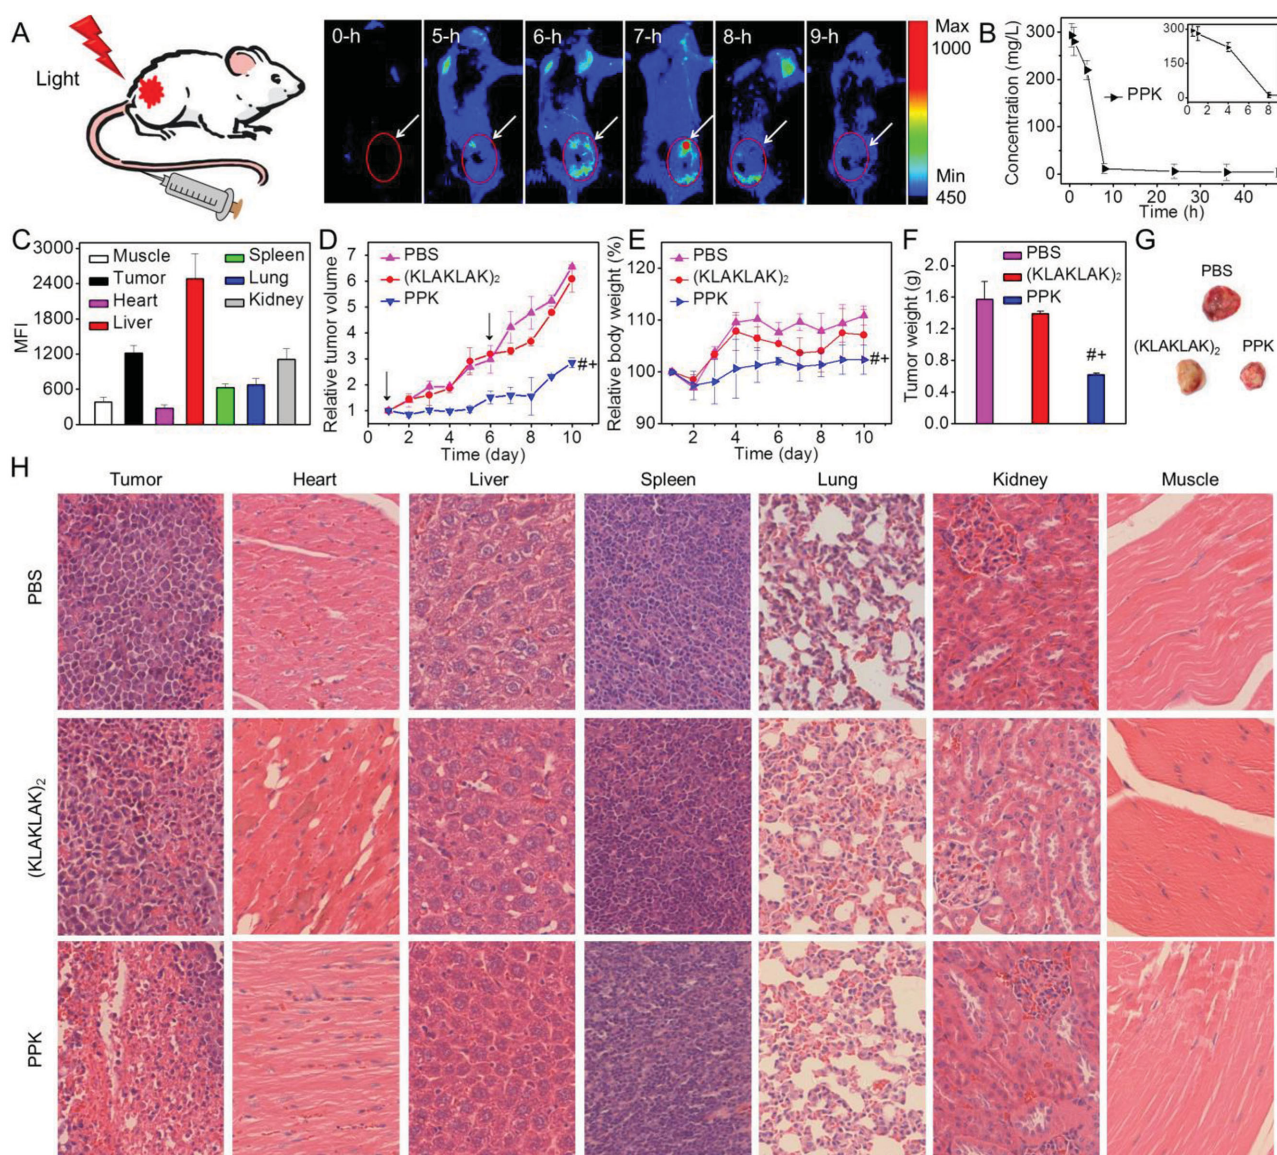 A
Light
0-h
5-h
6-h
7-h
8-h
9-h
Max
1000
Min
450
B
Concentration (mg/L)
300
200
100
0
PPK
300
150
0
0 2 4 6 8
0 10 20 30 40
Time (h)
C
MFI
3000
2400
1800
1200
600
0
Muscle
Tumor
Heart
Liver
Spleen
Lung
Kidney
D
Relative tumor volume
7
6
5
4
3
2
1
PBS
(KLAKLAK)2
PPK
#+
0 2 4 6 8 10
Time (day)
E
Relative body weight (%)
120
110
100
90
PBS
(KLAKLAK)2
PPK
#+
2 4 6 8 10
Time (day)
F
Tumor weight (g)
2.0
1.6
1.2
0.8
0.4
0.0
PBS
(KLAKLAK)2
PPK
#+
G
PBS
(KLAKLAK)2
PPK
H
Tumor Heart Liver Spleen Lung Kidney Muscle
PBS
(KLAKLAK)2
PPK